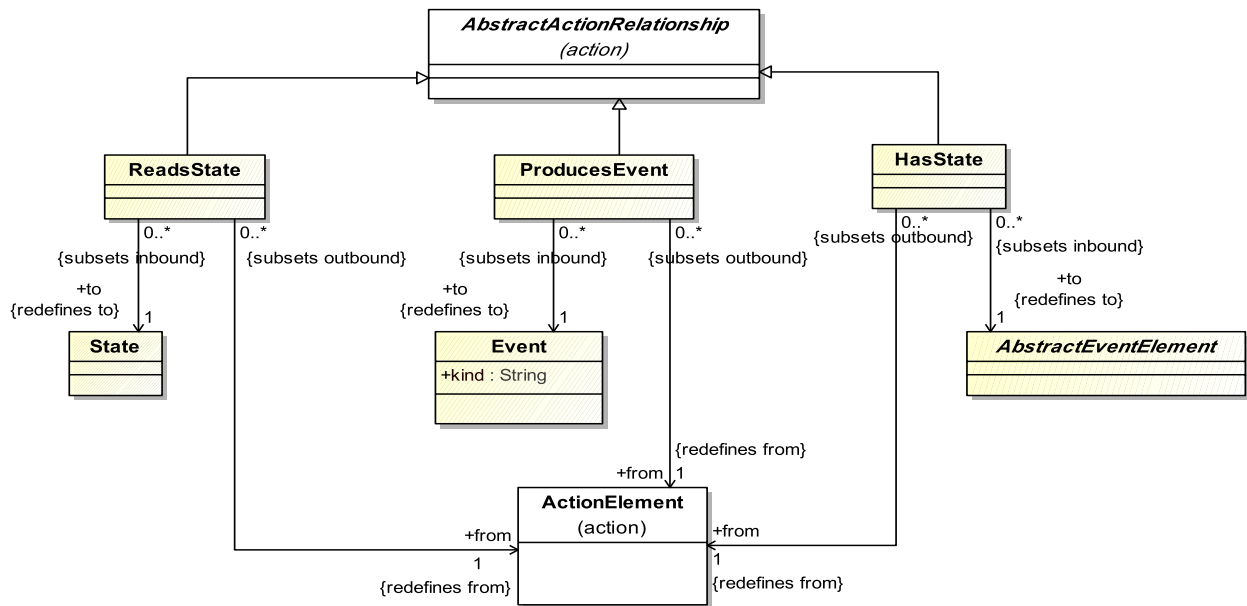 AbstractActionRelationship
(action)
ReadsState
ProducesEvent
HasState
0..*
0..*
{subsets inbound}
{subsets outbound}
0..*
0..*
{subsets inbound}
{subsets outbound}
0..*
0..*
{subsets outbound}
{subsets inbound}
+to
{redefines to}
1
+to
{redefines to}
1
+to
{redefines to}
1
State
Event
+kind : String
AbstractEventElement
{redefines from}
+from
1
ActionElement
(action)
+from
1
{redefines from}
+from
1
{redefines from}